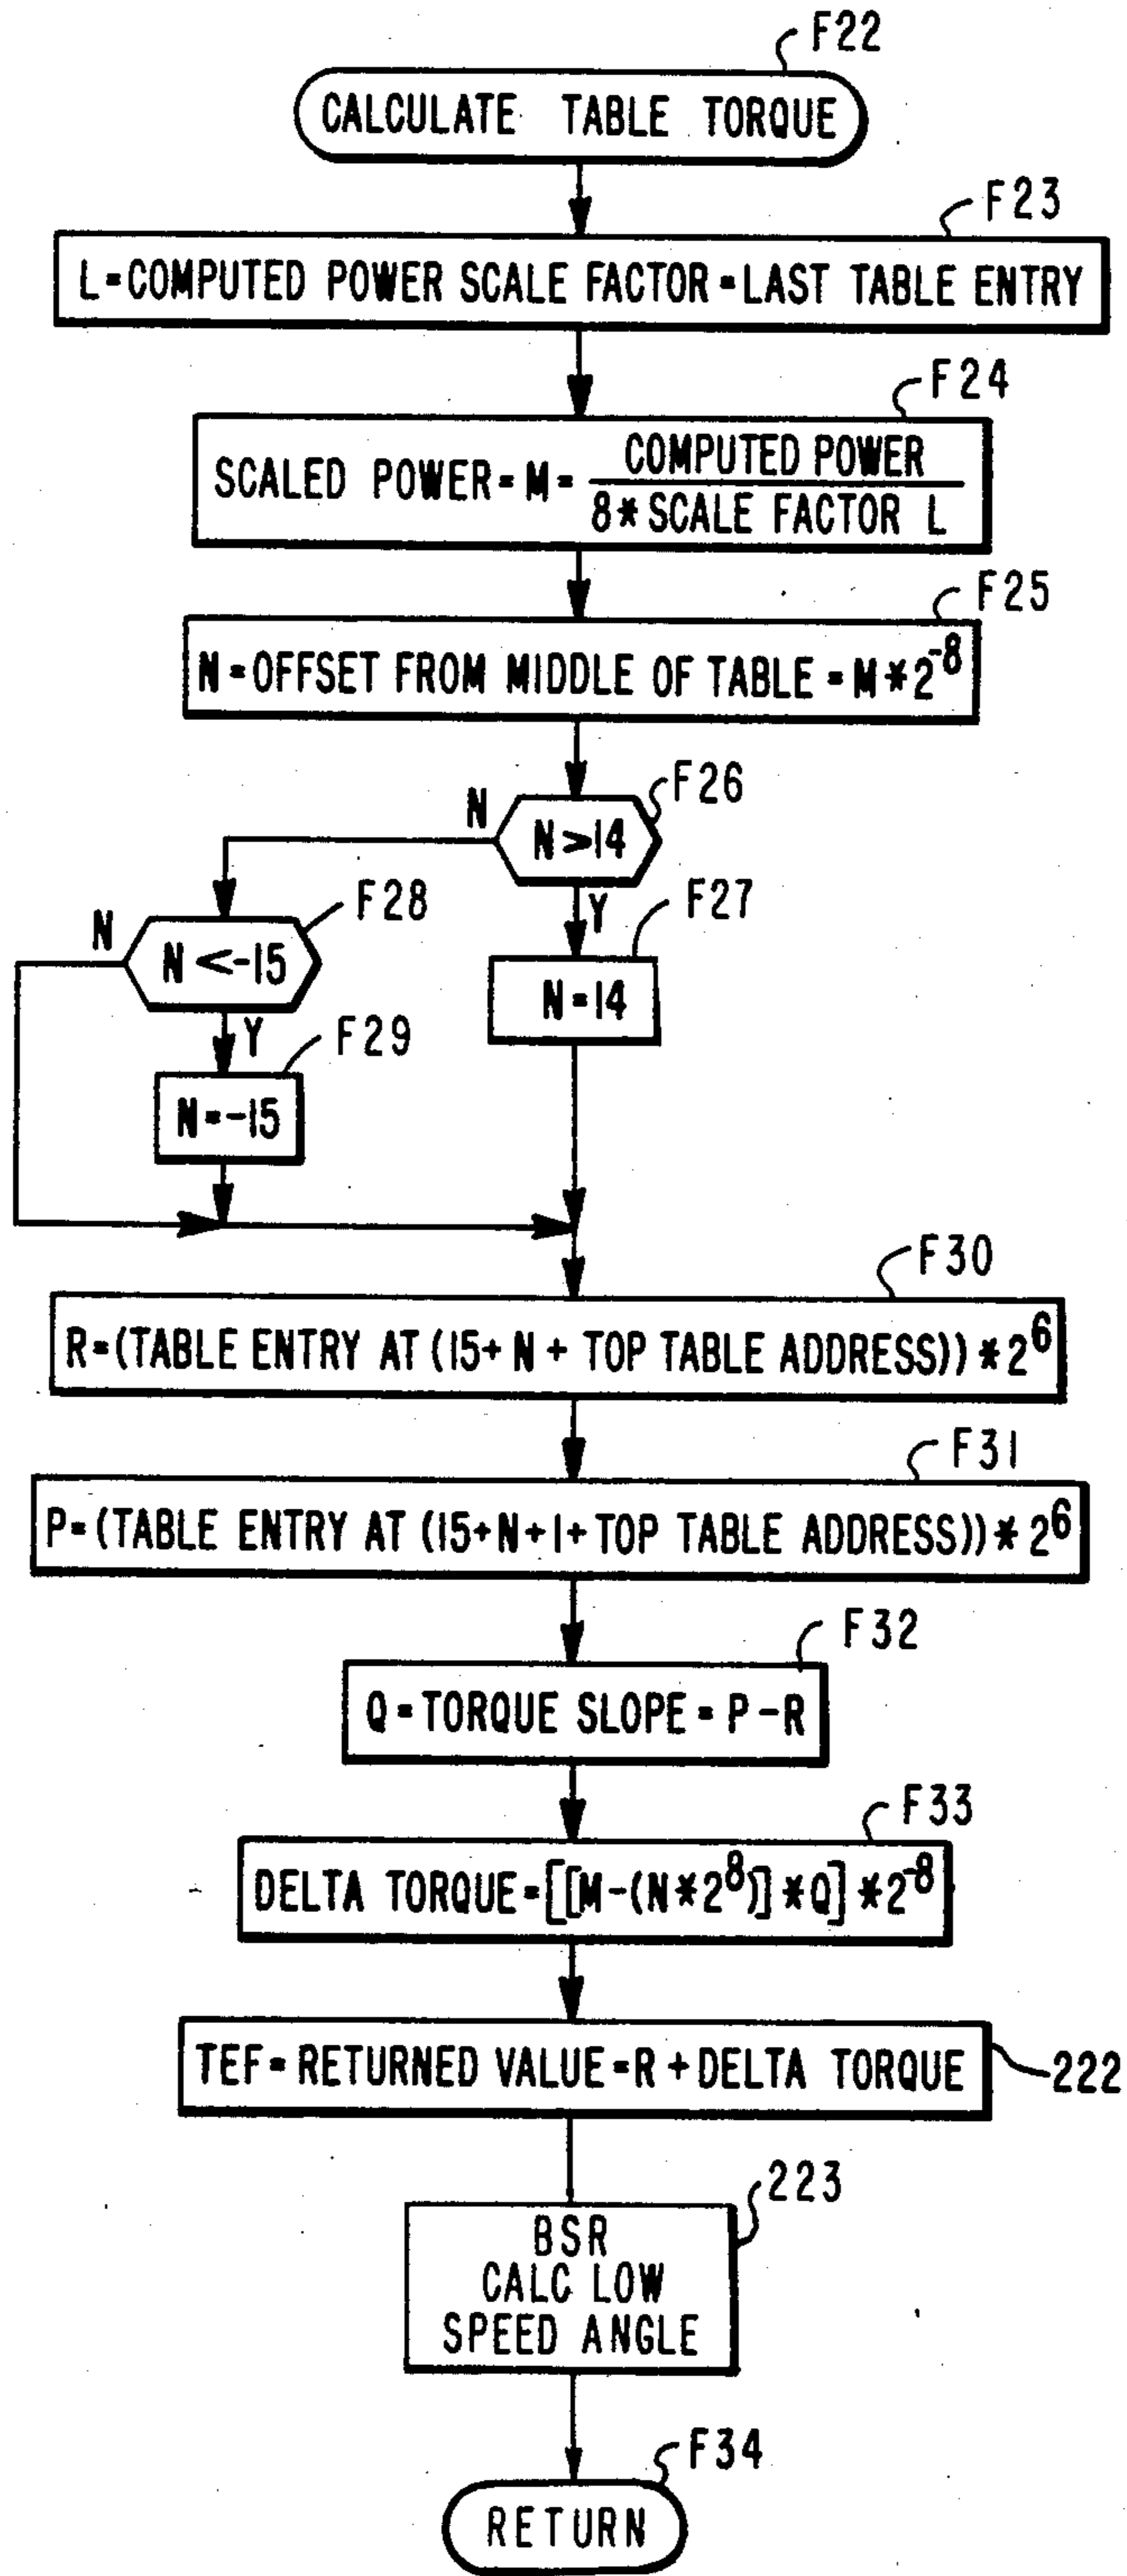 F22
CALCULATE TABLE TORQUE
F23
L=COMPUTED POWER SCALE FACTOR=LAST TABLE ENTRY
F24
SCALED POWER=M= COMPUTED POWER
8* SCALE FACTOR L
F25
N=OFFSET FROM MIDDLE OF TABLE=M*2⁻⁸
F26
N
N>14
F28
Y
F27
N
N<-15
N=14
Y
F29
N=-15
F30
R=(TABLE ENTRY AT (15+N+TOP TABLE ADDRESS))*2⁶
F31
P=(TABLE ENTRY AT (15+N+1+TOP TABLE ADDRESS))*2⁶
F32
Q=TORQUE SLOPE=P-R
F33
DELTA TORQUE=[[M-(N*2⁸)]*Q]*2⁻⁸
TEF=RETURNED VALUE=R+DELTA TORQUE
222
223
BSR
CALC LOW
SPEED ANGLE
F34
RETURN